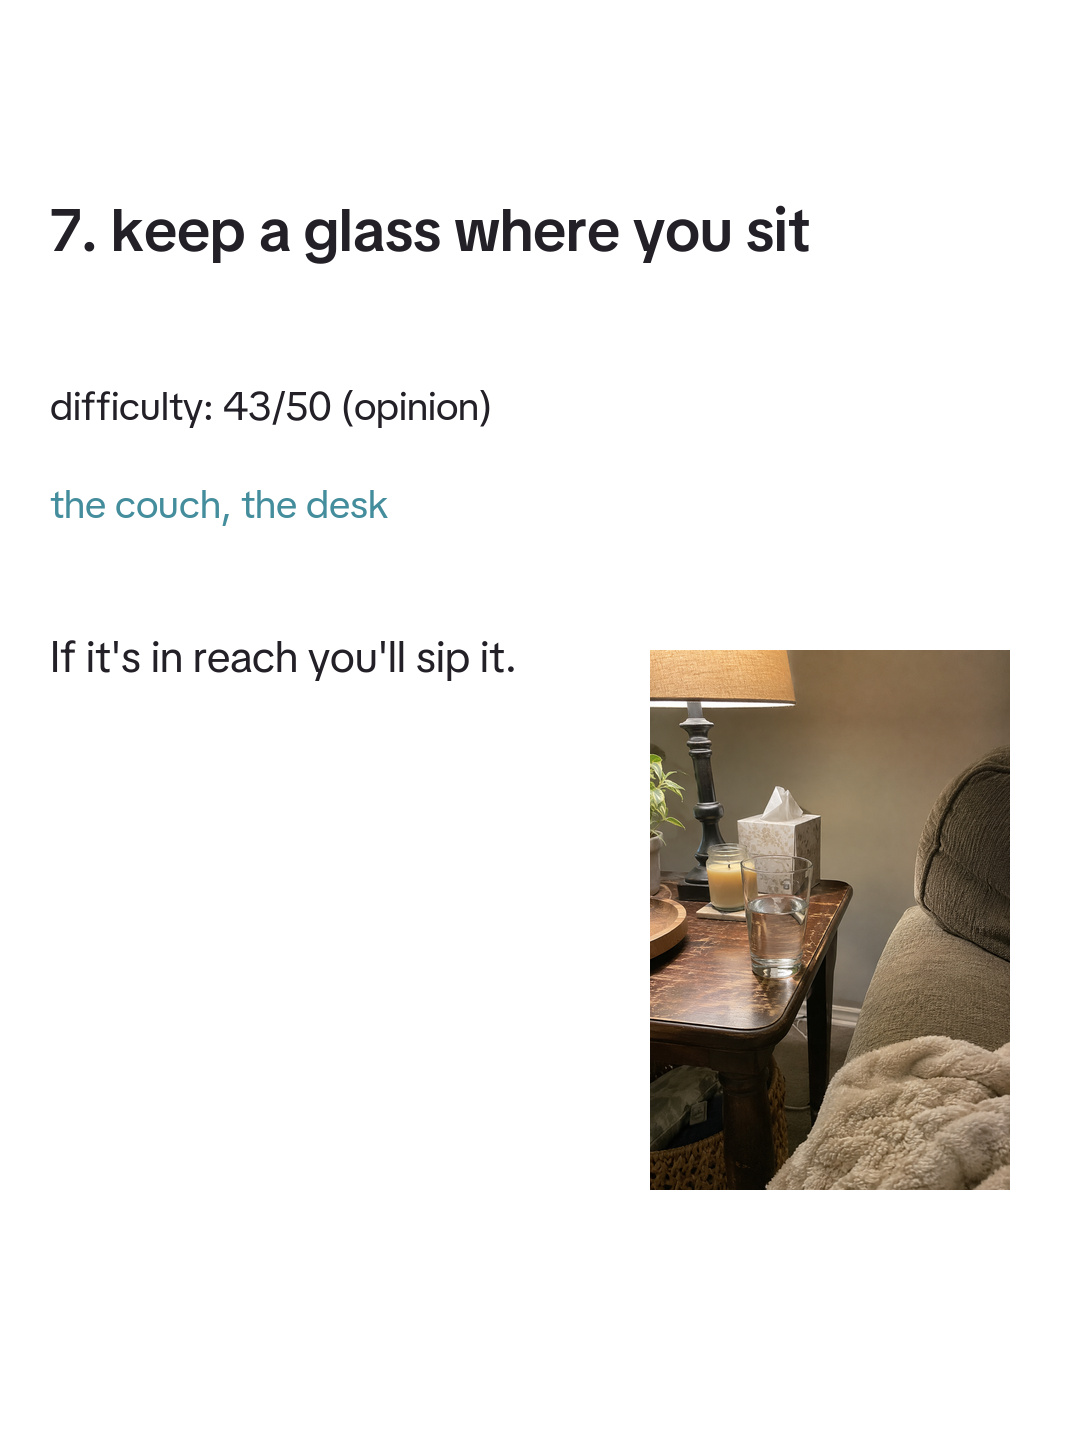 7. keep a glass where you sit
difficulty: 43/50 (opinion)
the couch, the desk
If it's in reach you'll sip it.